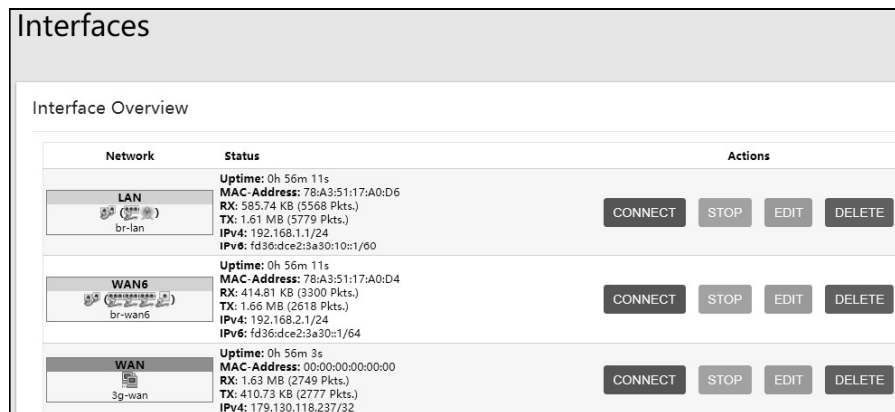 Interfaces
Interface Overview
Network Status Actions
LAN
br-lan
Uptime: 0h 56m 11s
MAC-Address: 78:A3:51:17:A0:D6
RX: 585.74 KB (5568 Pkts.)
TX: 1.61 MB (5779 Pkts.)
IPv4: 192.168.1.1/24
IPv6: fd36:dce2:3a30:10::1/60
CONNECT STOP EDIT DELETE
WAN6
br-wan6
Uptime: 0h 56m 11s
MAC-Address: 78:A3:51:17:A0:D4
RX: 414.81 KB (3300 Pkts.)
TX: 1.66 MB (2618 Pkts.)
IPv4: 192.168.2.1/24
IPv6: fd36:dce2:3a30::1/64
CONNECT STOP EDIT DELETE
WAN
3g-wan
Uptime: 0h 56m 3s
MAC-Address: 00:00:00:00:00:00
RX: 1.63 MB (2749 Pkts.)
TX: 410.73 KB (2777 Pkts.)
IPv4: 179.130.118.237/32
CONNECT STOP EDIT DELETE